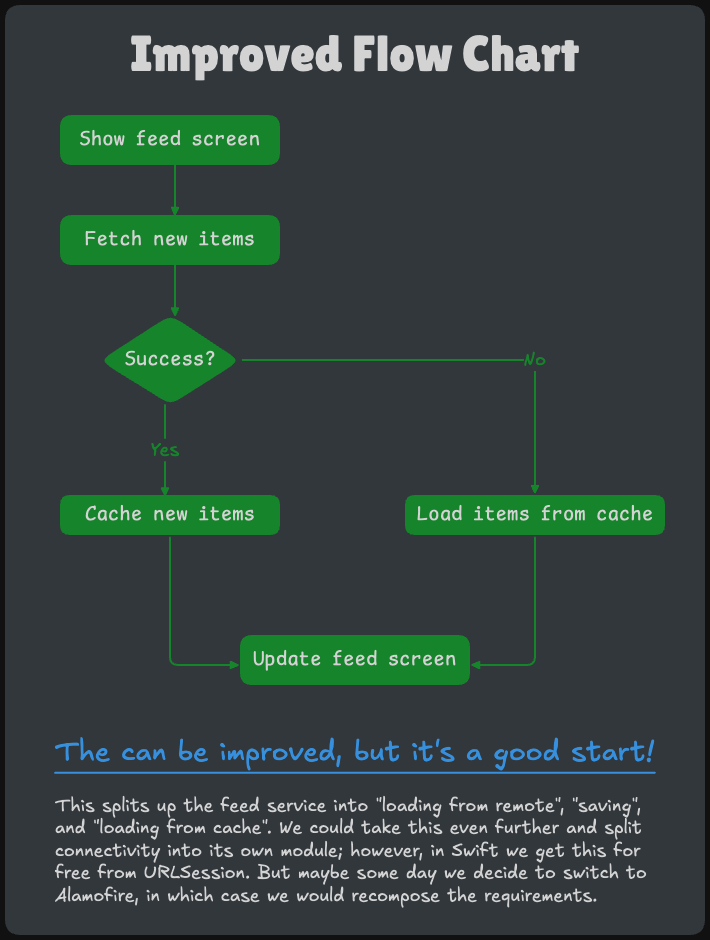 Improved Flow Chart
Show feed screen
Fetch new items
Success?
No
Yes
Cache new items
Load items from cache
Update feed screen
The can be improved, but it's a good start!
This splits up the feed service into "loading from remote", "saving",
and "loading from cache". We could take this even further and split
connectivity into its own module; however, in Swift we get this for
free from URLSession. But maybe some day we decide to switch to
Alamofire, in which case we would recompose the requirements.